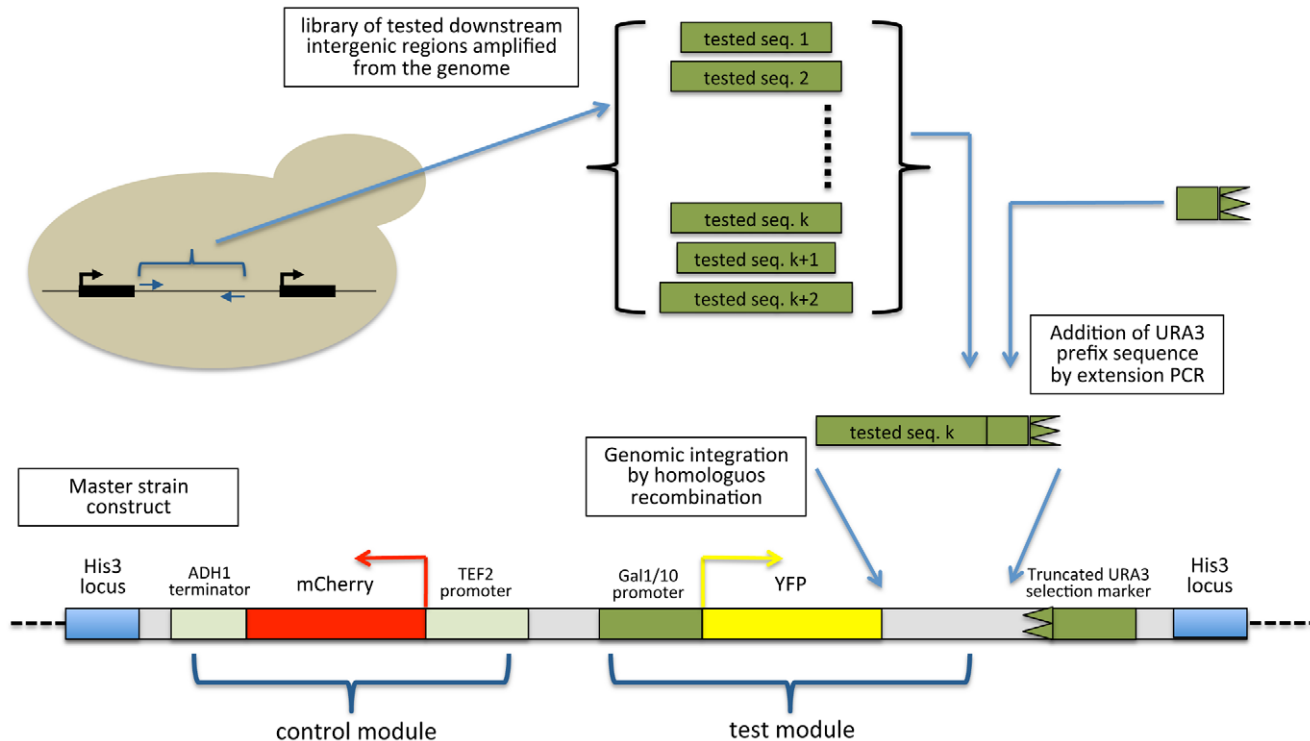 library of tested downstream
intergenic regions amplified
from the genome
tested seq. 1
tested seq. 2
tested seq. k
tested seq. k+1
tested seq. k+2
Addition of URA3
prefix sequence
by extension PCR
tested seq. k
Genomic integration
by homologuos
recombination
Master strain
construct
His3
locus
ADH1
terminator
mCherry
TEF2
promoter
Gal1/10
promoter
YFP
Truncated URA3
selection marker
His3
locus
control module
test module